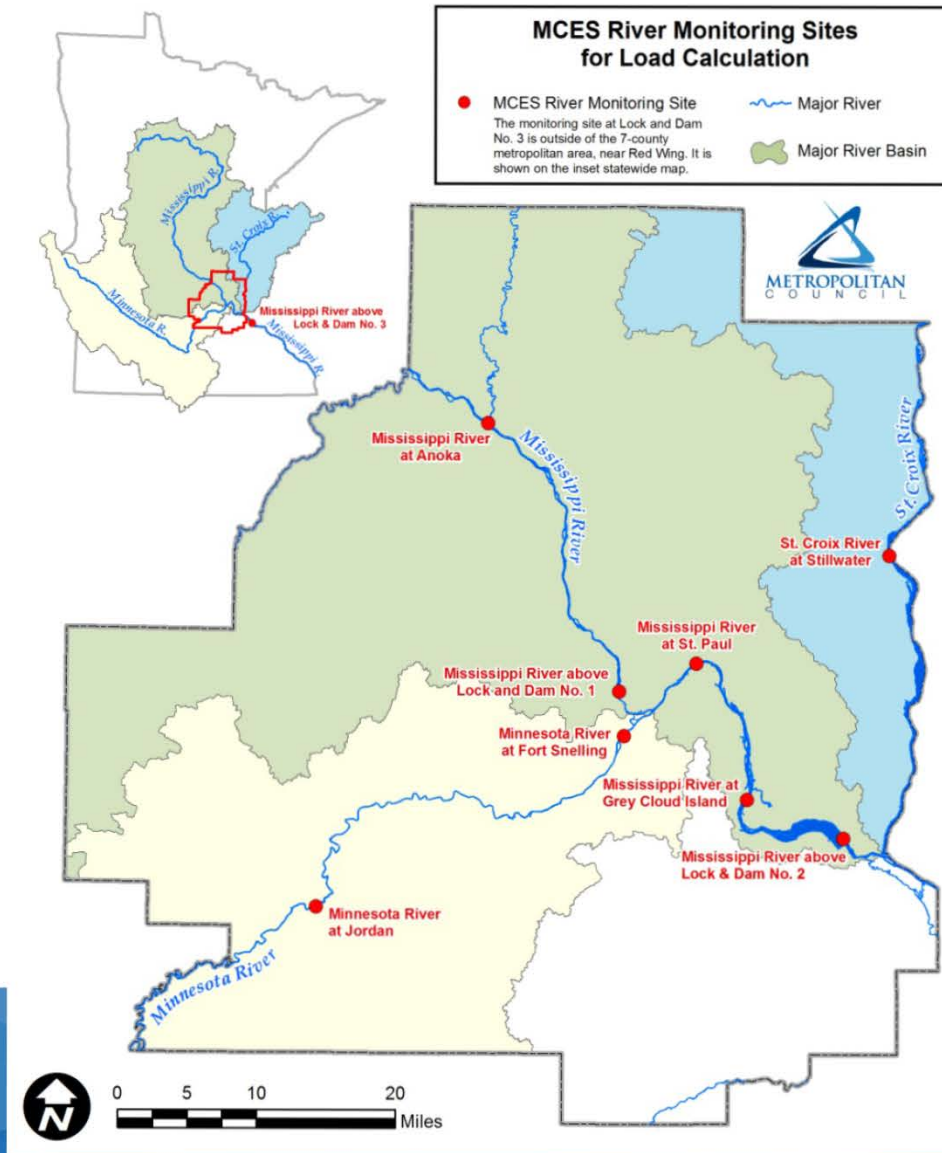 MCES River Monitoring Sites
for Load Calculation
MCES River Monitoring Site
The monitoring site at Lock and Dam
No. 3 is outside of the 7-county
metropolitan area, near Red Wing. It is
shown on the inset statewide map.
Major River
Major River Basin
Mississippi R.
St. Croix R.
Minnesota R.
Mississippi River above
Lock & Dam No. 3
Mississippi R.
METROPOLITAN
COUNCIL
Mississippi River
at Anoka
Mississippi River
St. Croix River
St. Croix River
at Stillwater
Mississippi River
at St. Paul
Mississippi River above
Lock and Dam No. 1
Minnesota River
at Fort Snelling
Mississippi River at
Grey Cloud Island
Mississippi River above
Lock & Dam No. 2
Minnesota River
at Jordan
Minnesota River
N
0 5 10 20
Miles